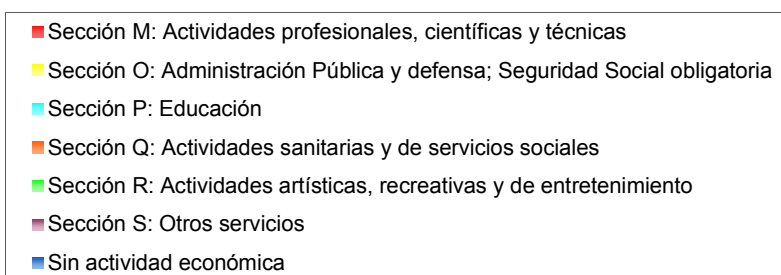 Sección M: Actividades profesionales, científicas y técnicas
Sección O: Administración Pública y defensa; Seguridad Social obligatoria
Sección P: Educación
Sección Q: Actividades sanitarias y de servicios sociales
Sección R: Actividades artísticas, recreativas y de entretenimiento
Sección S: Otros servicios
Sin actividad económica